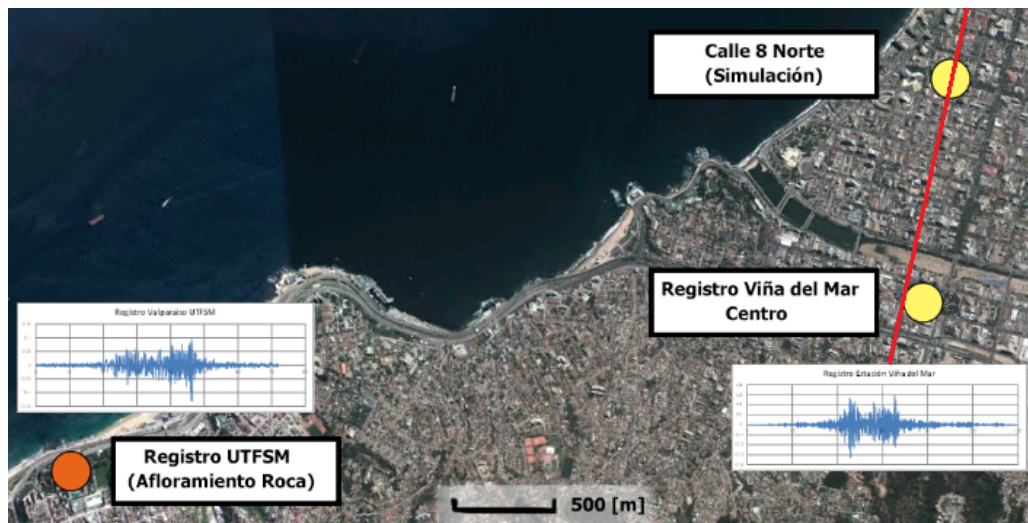 Calle 8 Norte
(Simulación)
Registro Viña del Mar
Centro
Registro Valparaiso UTFSM
Registro Estación Viña del Mar
Registro UTFSM
(Afloramiento Roca)
500 [m]